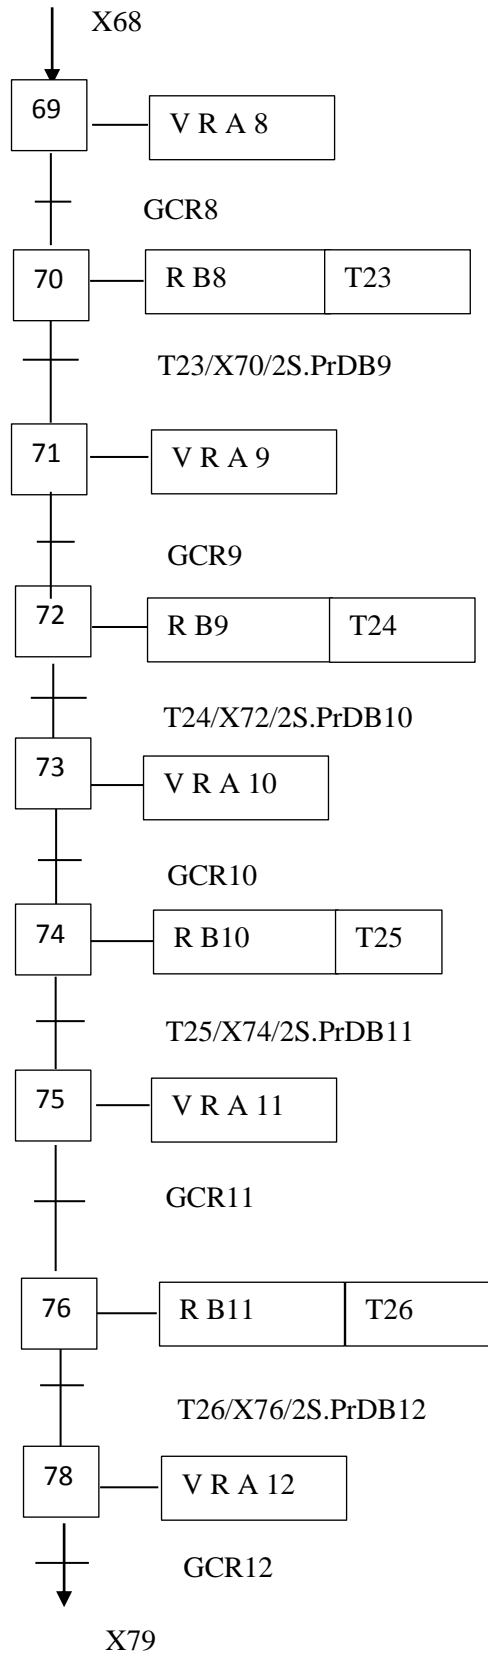 X68
69
V R A 8
GCR8
70
R B8
T23
T23/X70/2S.PrDB9
71
V R A 9
GCR9
72
R B9
T24
T24/X72/2S.PrDB10
73
V R A 10
GCR10
74
R B10
T25
T25/X74/2S.PrDB11
75
V R A 11
GCR11
76
R B11
T26
T26/X76/2S.PrDB12
78
V R A 12
GCR12
X79